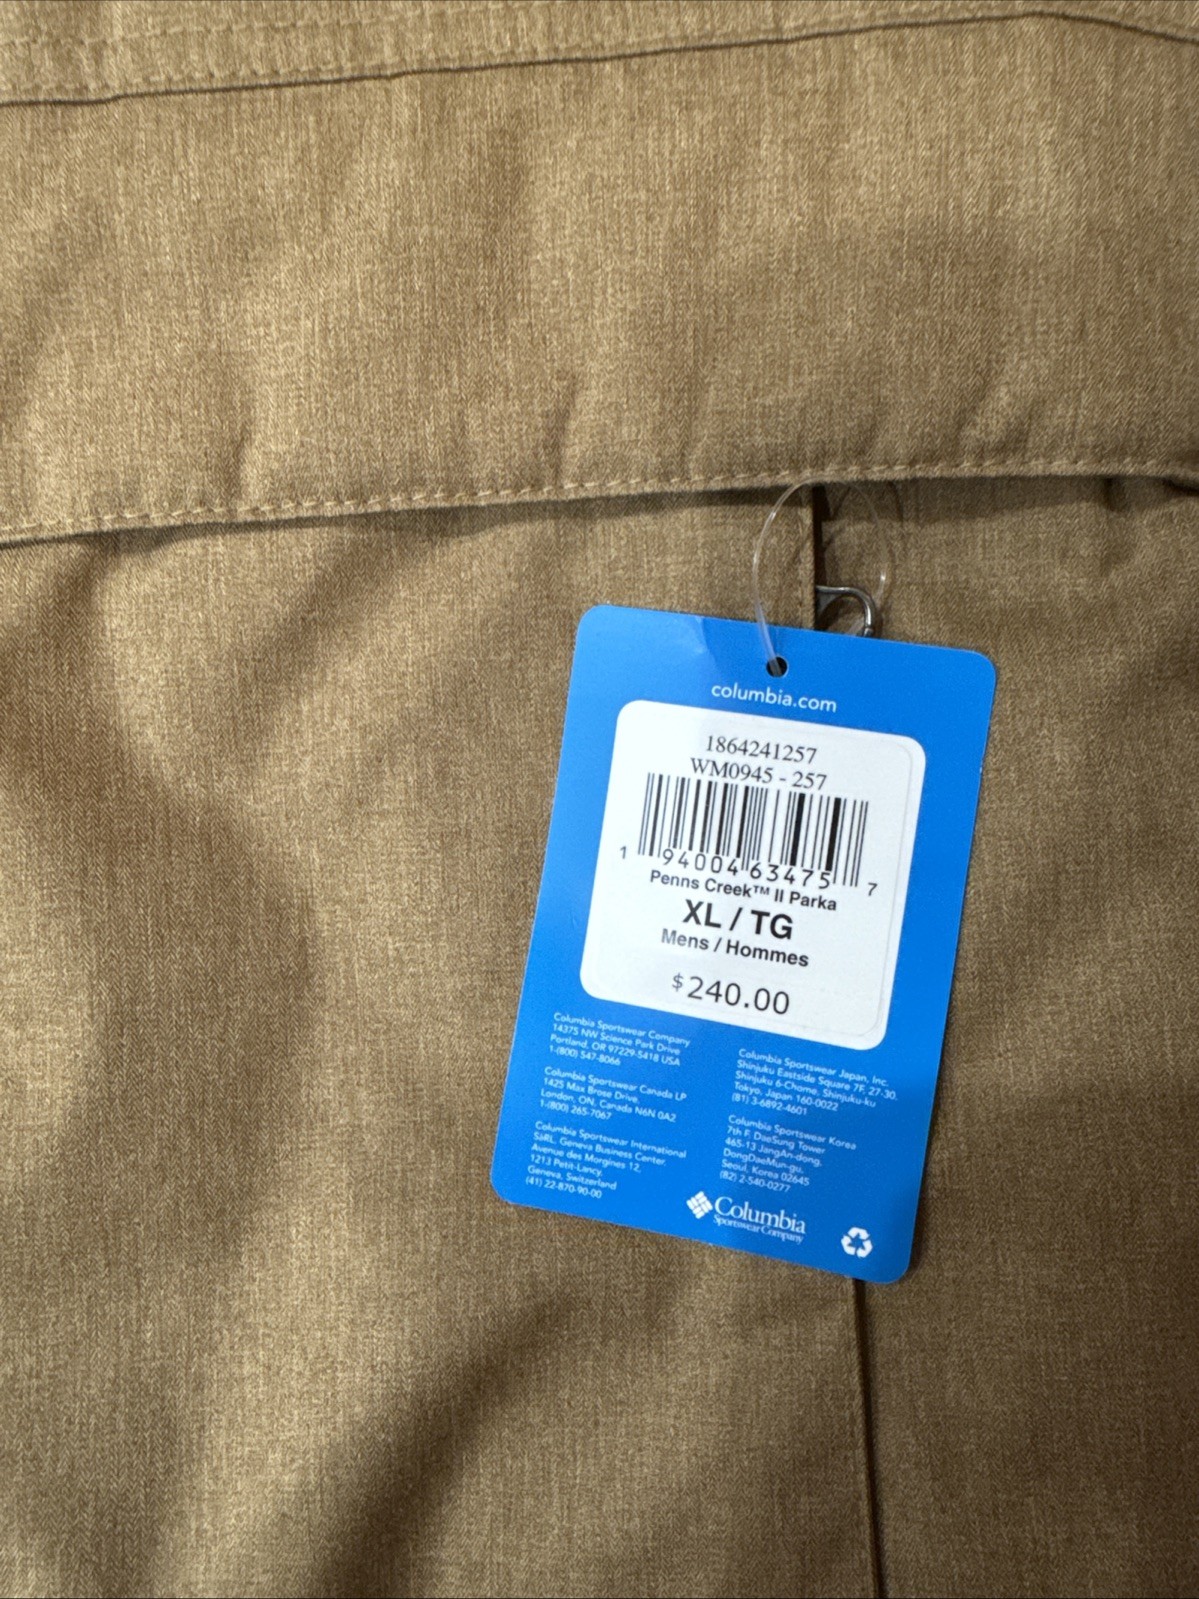 columbia.com
1864241257
WM0945 - 257
1 94004 63475 7
Penns Creek™ II Parka
XL / TG
Mens / Hommes
$240.00
Columbia Sportswear Company
14375 NW Science Park Drive
Portland, OR 97229-5418 USA
1-(800) 547-8066
Columbia Sportswear Canada LP
1425 Max Brose Drive,
London, ON, Canada N6N 0A2
1-(800) 265-7067
Columbia Sportswear International
SàRL, Geneva Business Center,
Avenue des Morgines 12,
1213 Petit-Lancy,
Geneva, Switzerland
(41) 22-870-90-00
Columbia Sportswear Japan, Inc.
Shinjuku Eastside Square 7F, 27-30,
Shinjuku 6-Chome, Shinjuku-ku
Tokyo, Japan 160-0022
(81) 3-6892-4601
Columbia Sportswear Korea
7th F. DaeSung Tower
465-13 JangAn-dong,
DongDaeMun-gu,
Seoul, Korea 02645
(82) 2-540-0277
Columbia
Sportswear Company